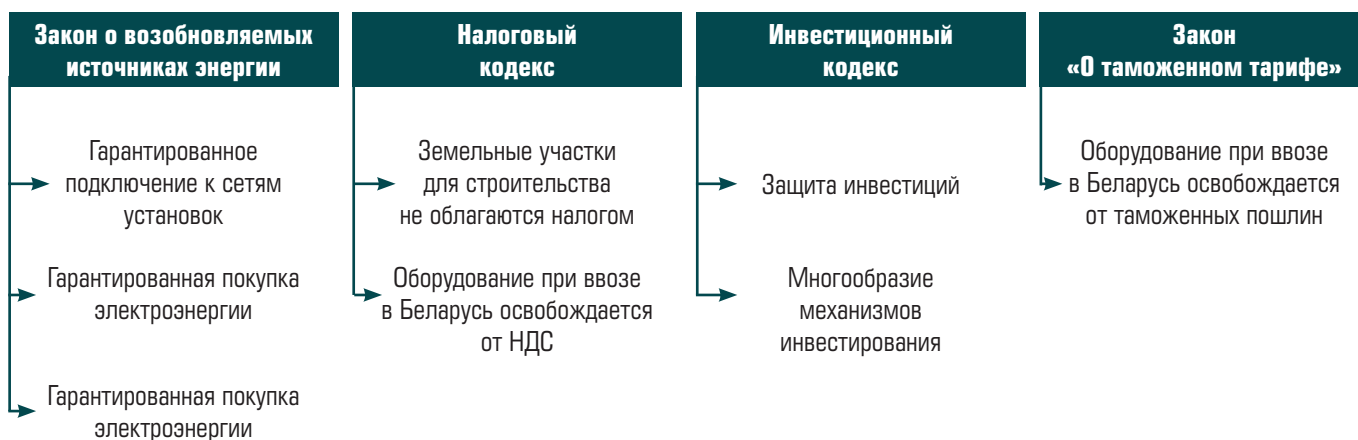 Закон о возобновляемых
источниках энергии
Гарантированное
подключение к сетям
установок
Гарантированная покупка
электроэнергии
Гарантированная покупка
электроэнергии
Налоговый
кодекс
Земельные участки
для строительства
не облагаются налогом
Оборудование при ввозе
в Беларусь освобождается
от НДС
Инвестиционный
кодекс
Защита инвестиций
Многообразие
механизмов
инвестирования
Закон
«О таможенном тарифе»
Оборудование при ввозе
в Беларусь освобождается
от таможенных пошлин